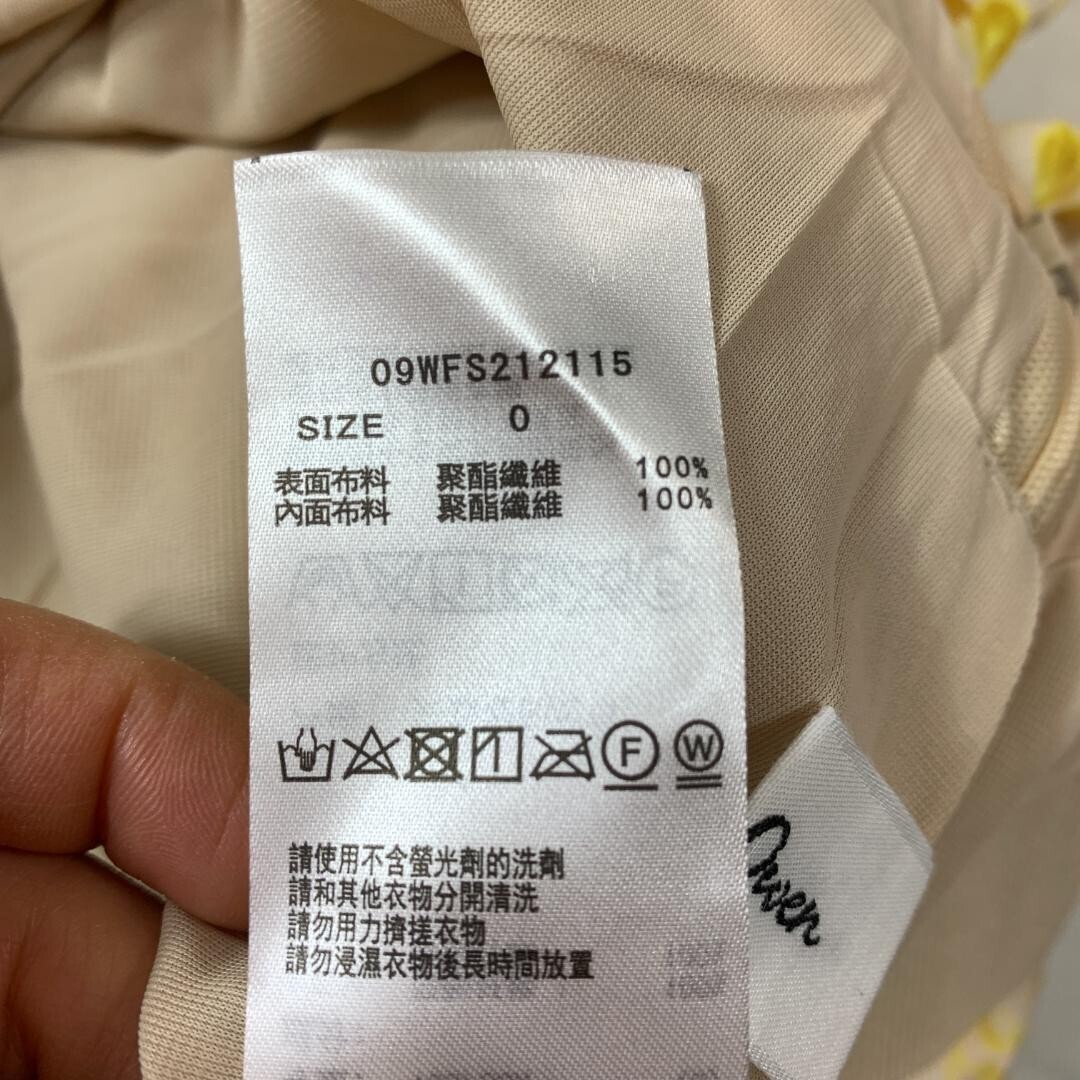 09WFS212115
SIZE 0
表面布料 聚酯纖維 100%
內面布料 聚酯纖維 100%
F W
請使用不含螢光劑的洗劑
請和其他衣物分開清洗
請勿用力擠搓衣物
請勿浸濕衣物後長時間放置